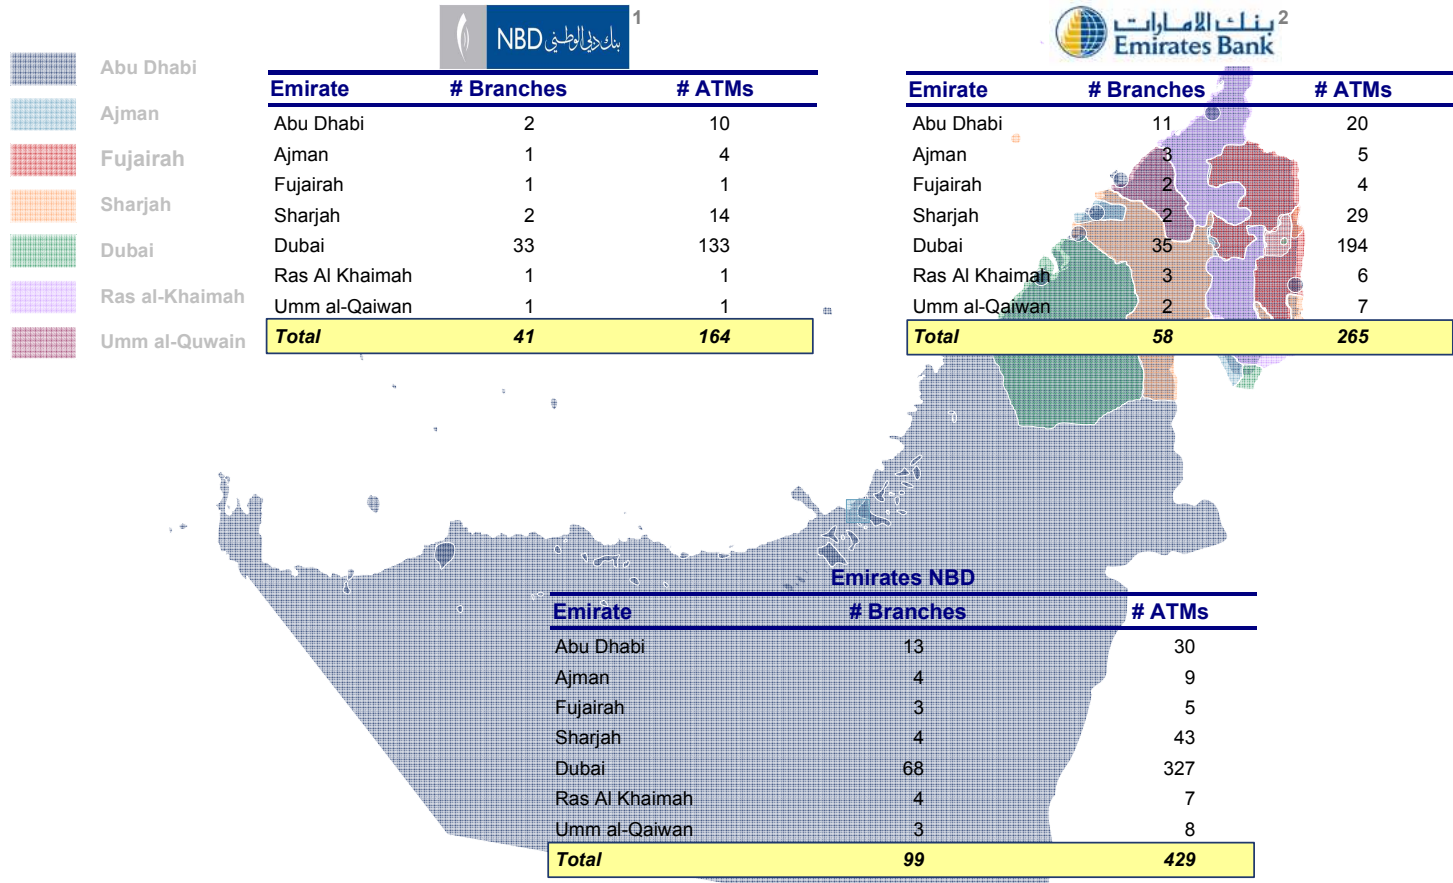 Abu Dhabi
Ajman
Fujairah
Sharjah
Dubai
Ras al-Khaimah
Umm al-Quwain
NBD بنك دبي الوطني 1
Emirate # Branches # ATMs
Abu Dhabi 2 10
Ajman 1 4
Fujairah 1 1
Sharjah 2 14
Dubai 33 133
Ras Al Khaimah 1 1
Umm al-Qaiwan 1 1
Total 41 164
بنك الامارات 2
Emirates Bank
Emirate # Branches # ATMs
Abu Dhabi 11 20
Ajman 3 5
Fujairah 2 4
Sharjah 2 29
Dubai 35 194
Ras Al Khaimah 3 6
Umm al-Qaiwan 2 7
Total 58 265
Emirates NBD
Emirate # Branches # ATMs
Abu Dhabi 13 30
Ajman 4 9
Fujairah 3 5
Sharjah 4 43
Dubai 68 327
Ras Al Khaimah 4 7
Umm al-Qaiwan 3 8
Total 99 429